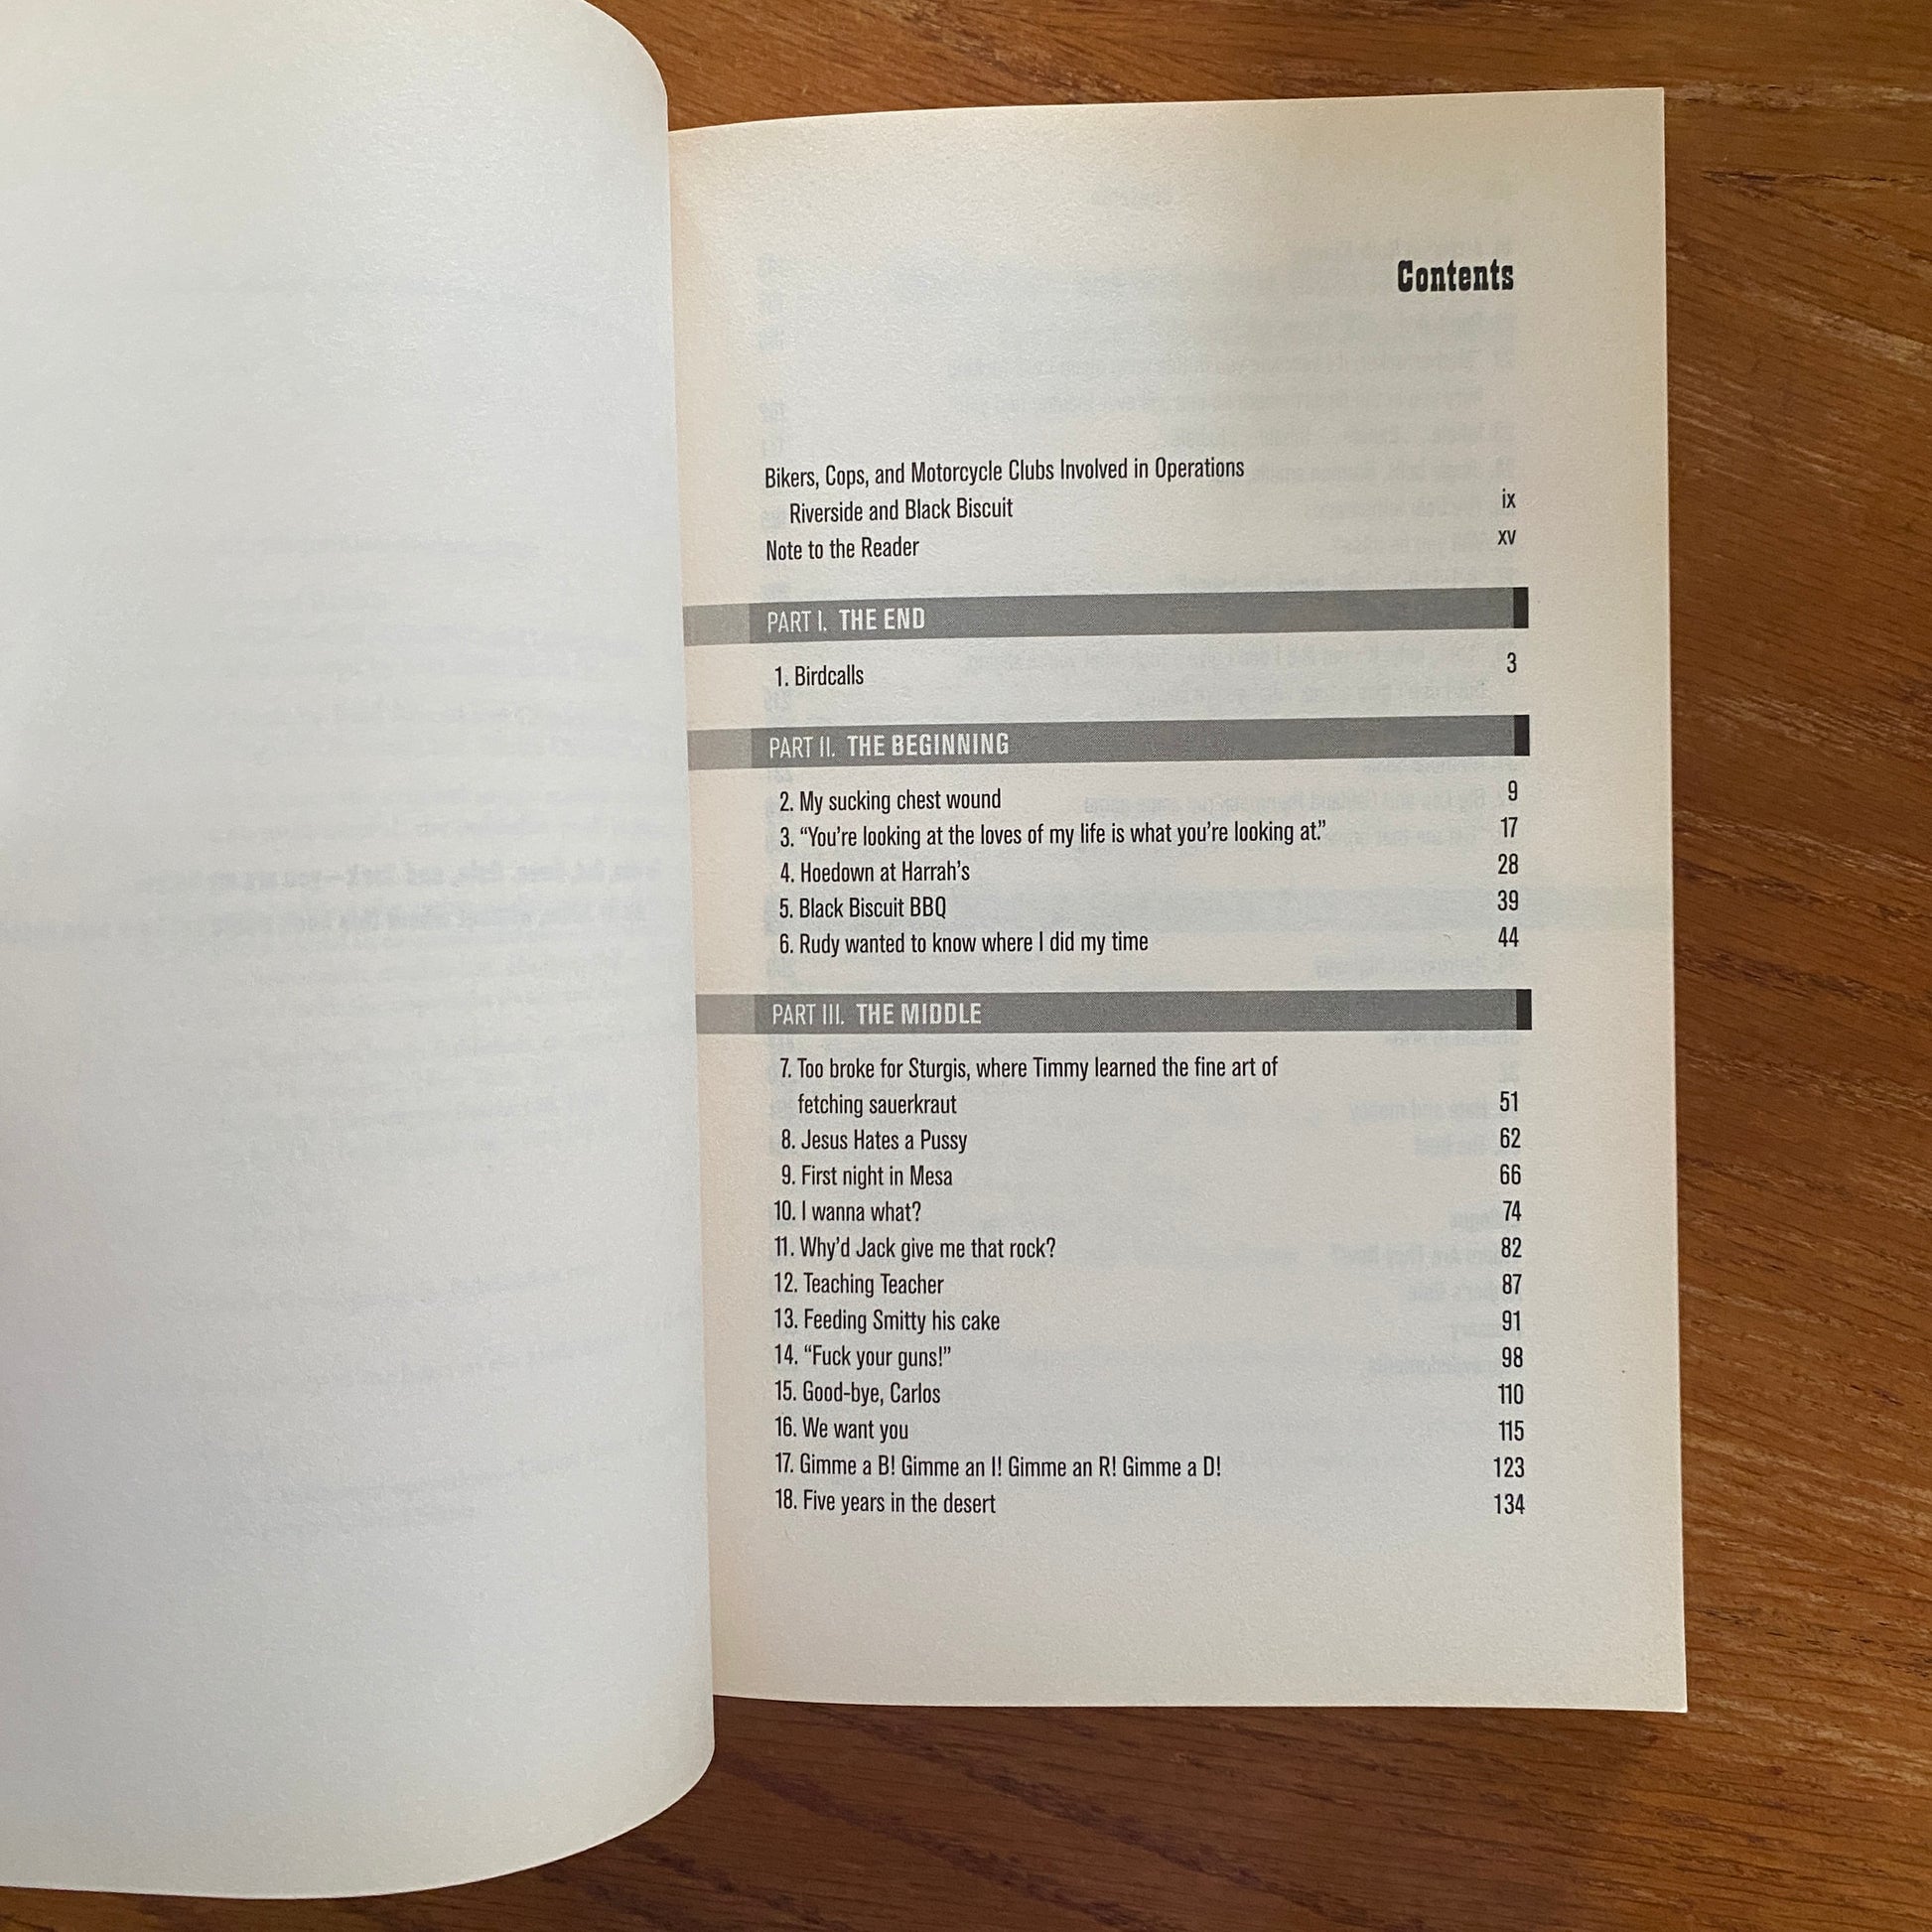 Contents
Bikers, Cops, and Motorcycle Clubs Involved in Operations
Riverside and Black Biscuit ix
Note to the Reader xv
PART I. THE END
1. Birdcalls 3
PART II. THE BEGINNING
2. My sucking chest wound 9
3. “You’re looking at the loves of my life is what you’re looking at.” 17
4. Hoedown at Harrah’s 28
5. Black Biscuit BBQ 39
6. Rudy wanted to know where I did my time 44
PART III. THE MIDDLE
7. Too broke for Sturgis, where Timmy learned the fine art of
fetching sauerkraut 51
8. Jesus Hates a Pussy 62
9. First night in Mesa 66
10. I wanna what? 74
11. Why’d Jack give me that rock? 82
12. Teaching Teacher 87
13. Feeding Smitty his cake 91
14. “Fuck your guns!” 98
15. Good-bye, Carlos 110
16. We want you 115
17. Gimme a B! Gimme an I! Gimme an R! Gimme a D! 123
18. Five years in the desert 134